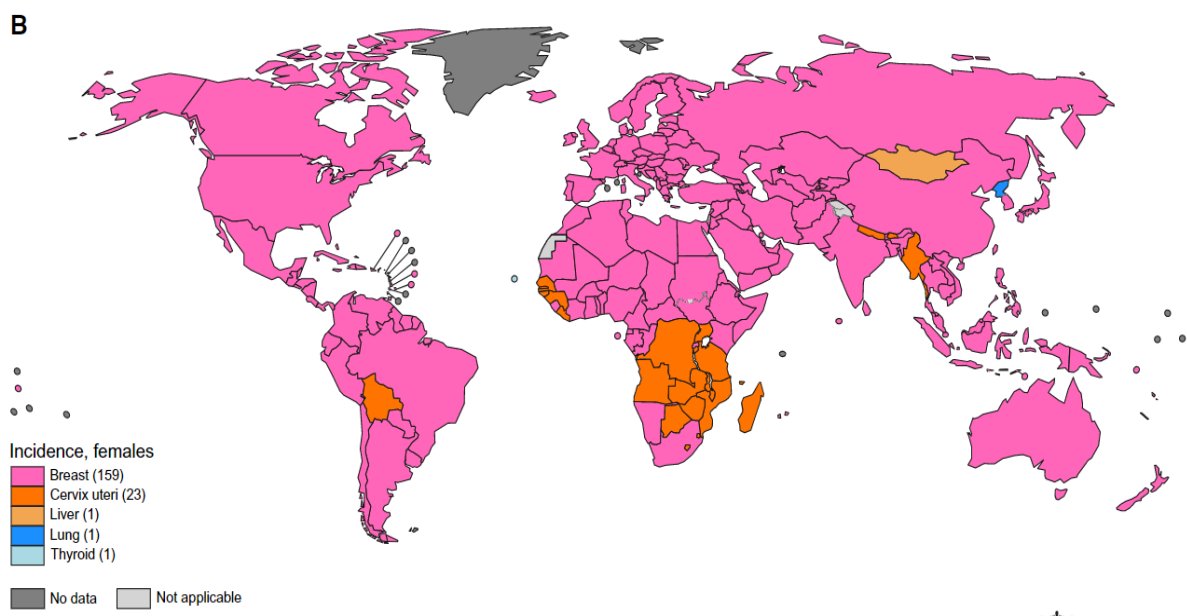 B
Incidence, females
Breast (159)
Cervix uteri (23)
Liver (1)
Lung (1)
Thyroid (1)
No data
Not applicable